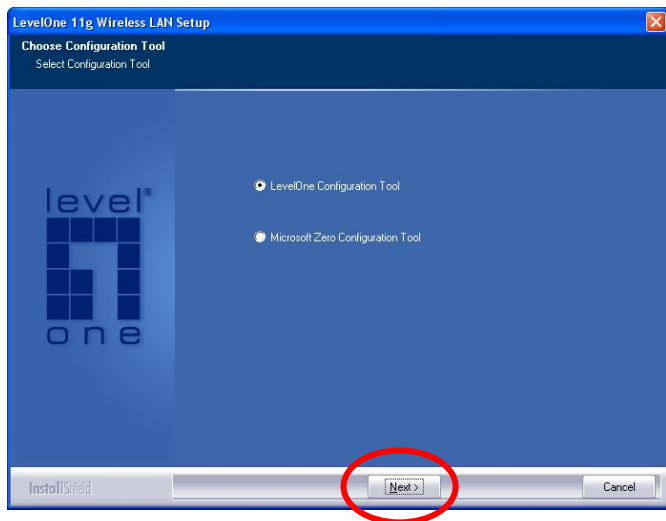 LevelOne 11g Wireless LAN Setup
Choose Configuration Tool
Select Configuration Tool
level®
one
LevelOne Configuration Tool
Microsoft Zero Configuration Tool
InstallShield
Next >
Cancel